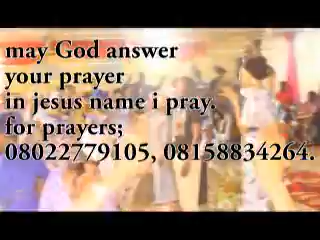 may God answer
your prayer
in jesus name i pray.
for prayers;
08022779105, 08158834264.